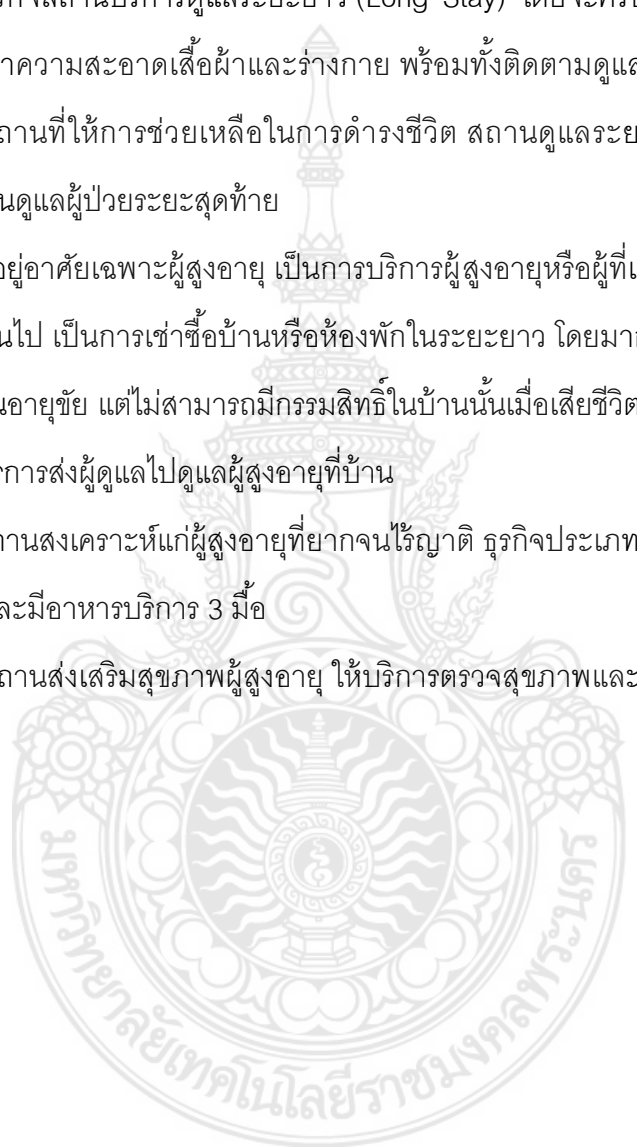 สถานบริการดูแลระยะยาว (Long Stay)
าความสะอาดเสื้อผ้าและร่างกาย พร้อมทั้งติดตามดูแล
ถานที่ให้การช่วยเหลือในการดำรงชีวิต สถานดูแลระย
นดูแลผู้ป่วยระยะสุดท้าย
อยู่อาศัยเฉพาะผู้สูงอายุ เป็นการบริการผู้สูงอายุหรือผู้ที่เ
นไป เป็นการเช่าซื้อบ้านหรือห้องพักในระยะยาว โดยมา
นอายุขัย แต่ไม่สามารถมีกรรมสิทธิ์ในบ้านนั้นเมื่อเสียชีวิต
การส่งผู้ดูแลไปดูแลผู้สูงอายุที่บ้าน
านสงเคราะห์แก่ผู้สูงอายุที่ยากจนไร้ญาติ ธุรกิจประเภท
ละมีอาหารบริการ 3 มื้อ
ถานส่งเสริมสุขภาพผู้สูงอายุ ให้บริการตรวจสุขภาพและ
มหาวิทยาลัยเทคโนโลยีราชมงคลพระนคร